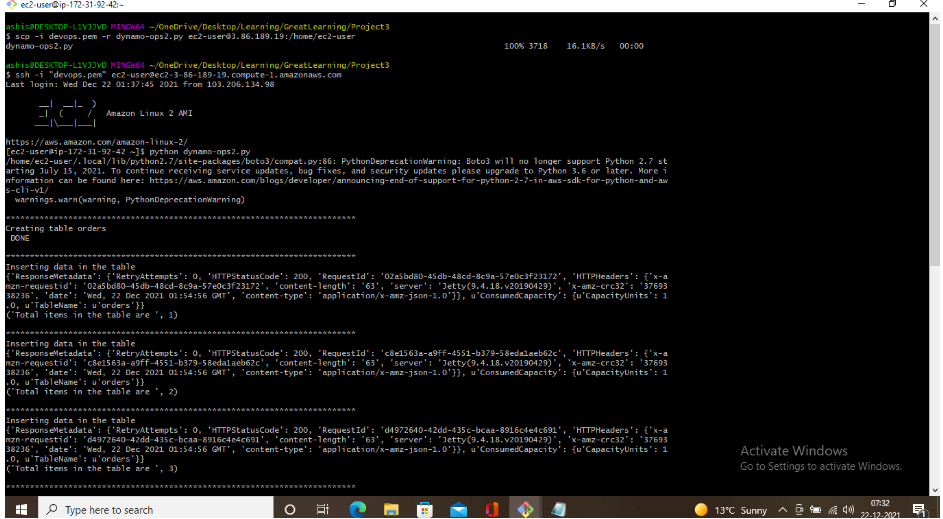 ec2-user@ip-172-31-92-42:~
ashis@DESKTOP-L1VJJVD MINGW64 ~/OneDrive/Desktop/Learning/GreatLearning/Project3
$ scp -i devops.pem -r dynamo-ops2.py ec2-user@3.86.189.19:/home/ec2-user
dynamo-ops2.py 100% 3718 16.1KB/s 00:00
ashis@DESKTOP-L1VJJVD MINGW64 ~/OneDrive/Desktop/Learning/GreatLearning/Project3
$ ssh -i "devops.pem" ec2-user@ec2-3-86-189-19.compute-1.amazonaws.com
Last login: Wed Dec 22 01:37:45 2021 from 103.206.134.98
__| __|_ )
_| ( / Amazon Linux 2 AMI
___|\___|___|
https://aws.amazon.com/amazon-linux-2/
[ec2-user@ip-172-31-92-42 ~]$ python dynamo-ops2.py
/home/ec2-user/.local/lib/python2.7/site-packages/boto3/compat.py:86: PythonDeprecationWarning: Boto3 will no longer support Python 2.7 st
arting July 15, 2021. To continue receiving service updates, bug fixes, and security updates please upgrade to Python 3.6 or later. More i
nformation can be found here: https://aws.amazon.com/blogs/developer/announcing-end-of-support-for-python-2-7-in-aws-sdk-for-python-and-aw
s-cli-v1/
warnings.warn(warning, PythonDeprecationWarning)
******************************************************************************
Creating table orders
DONE
******************************************************************************
Inserting data in the table
{'ResponseMetadata': {'RetryAttempts': 0, 'HTTPStatusCode': 200, 'RequestId': '02a5bd80-45db-48cd-8c9a-57e0c3f23172', 'HTTPHeaders': {'x-a
mzn-requestid': '02a5bd80-45db-48cd-8c9a-57e0c3f23172', 'content-length': '63', 'server': 'Jetty(9.4.18.v20190429)', 'x-amz-crc32': '37693
38236', 'date': 'Wed, 22 Dec 2021 01:54:56 GMT', 'content-type': 'application/x-amz-json-1.0'}}, u'ConsumedCapacity': {u'CapacityUnits': 1
.0, u'TableName': u'orders'}}
('Total items in the table are ', 1)
******************************************************************************
Inserting data in the table
{'ResponseMetadata': {'RetryAttempts': 0, 'HTTPStatusCode': 200, 'RequestId': 'c8e1563a-a9ff-4551-b379-58eda1aeb62c', 'HTTPHeaders': {'x-a
mzn-requestid': 'c8e1563a-a9ff-4551-b379-58eda1aeb62c', 'content-length': '63', 'server': 'Jetty(9.4.18.v20190429)', 'x-amz-crc32': '37693
38236', 'date': 'Wed, 22 Dec 2021 01:54:56 GMT', 'content-type': 'application/x-amz-json-1.0'}}, u'ConsumedCapacity': {u'CapacityUnits': 1
.0, u'TableName': u'orders'}}
('Total items in the table are ', 2)
******************************************************************************
Inserting data in the table
{'ResponseMetadata': {'RetryAttempts': 0, 'HTTPStatusCode': 200, 'RequestId': 'd4972640-42dd-435c-bcaa-8916c4e4c691', 'HTTPHeaders': {'x-a
mzn-requestid': 'd4972640-42dd-435c-bcaa-8916c4e4c691', 'content-length': '63', 'server': 'Jetty(9.4.18.v20190429)', 'x-amz-crc32': '37693
38236', 'date': 'Wed, 22 Dec 2021 01:54:56 GMT', 'content-type': 'application/x-amz-json-1.0'}}, u'ConsumedCapacity': {u'CapacityUnits': 1
.0, u'TableName': u'orders'}}
('Total items in the table are ', 3)
******************************************************************************
Activate Windows
Go to Settings to activate Windows.
Type here to search
13°C Sunny
07:32
22-12-2021
1